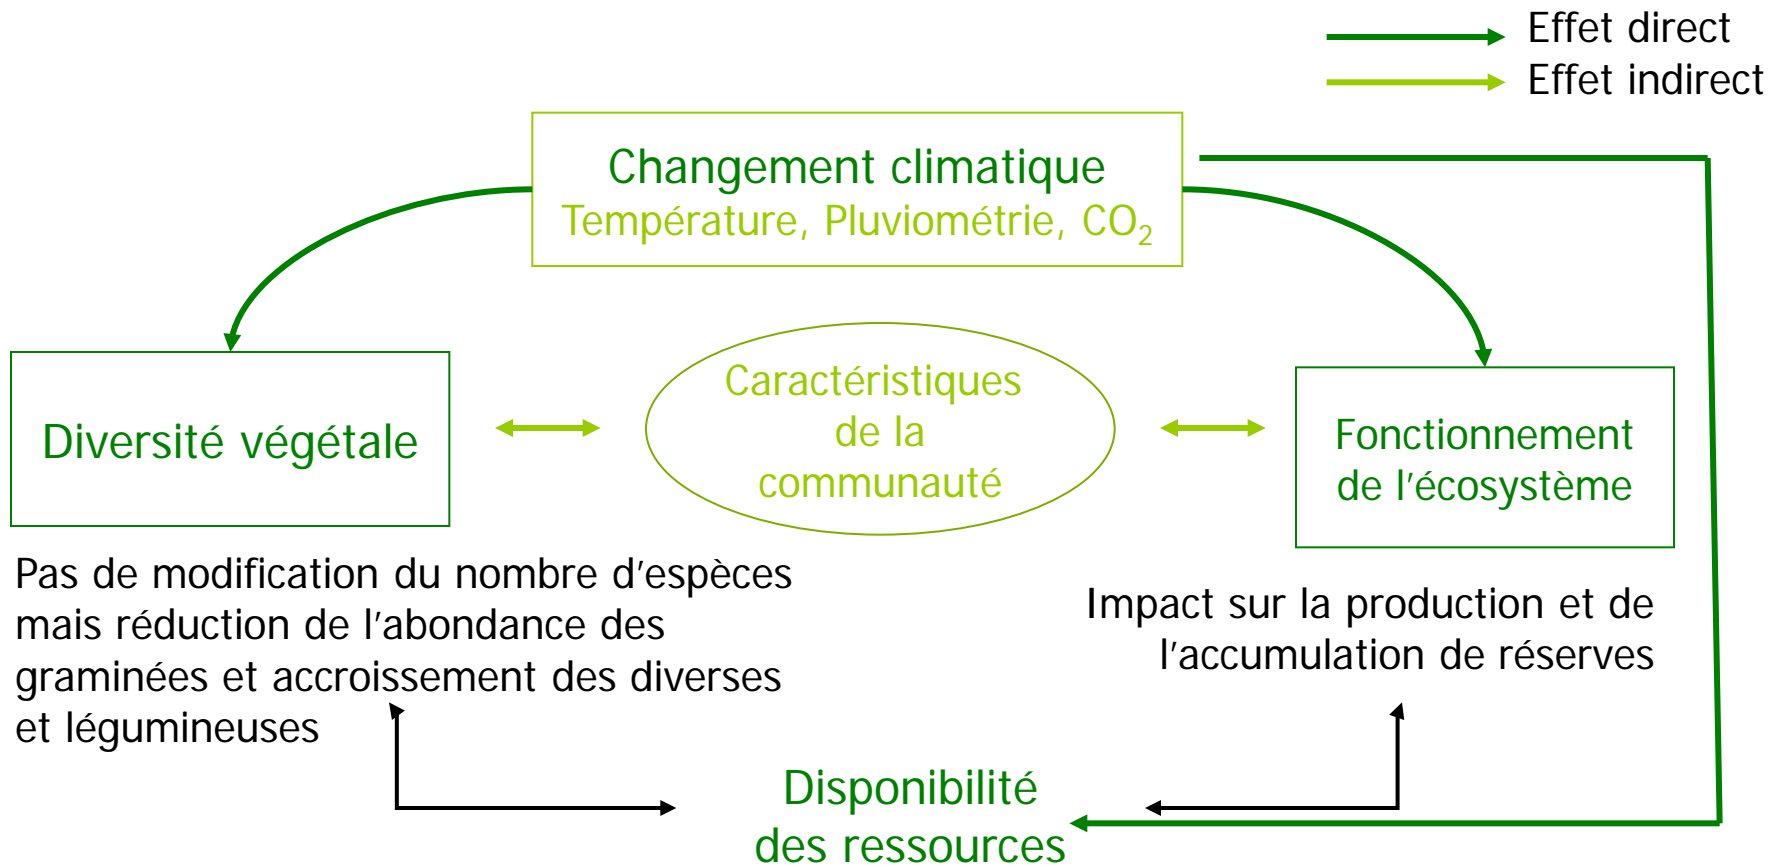 Effet direct
Effet indirect
Changement climatique
Température, Pluviométrie, CO₂
Diversité végétale
Caractéristiques
de la
communauté
Fonctionnement
de l'écosystème
Pas de modification du nombre d'espèces
mais réduction de l'abondance des
graminées et accroissement des diverses
et légumineuses
Impact sur la production et de
l'accumulation de réserves
Disponibilité
des ressources